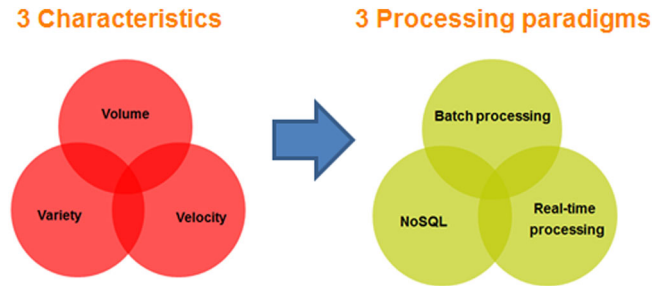 3 Characteristics
3 Processing paradigms
Volume
Variety
Velocity
Batch processing
NoSQL
Real-time
processing